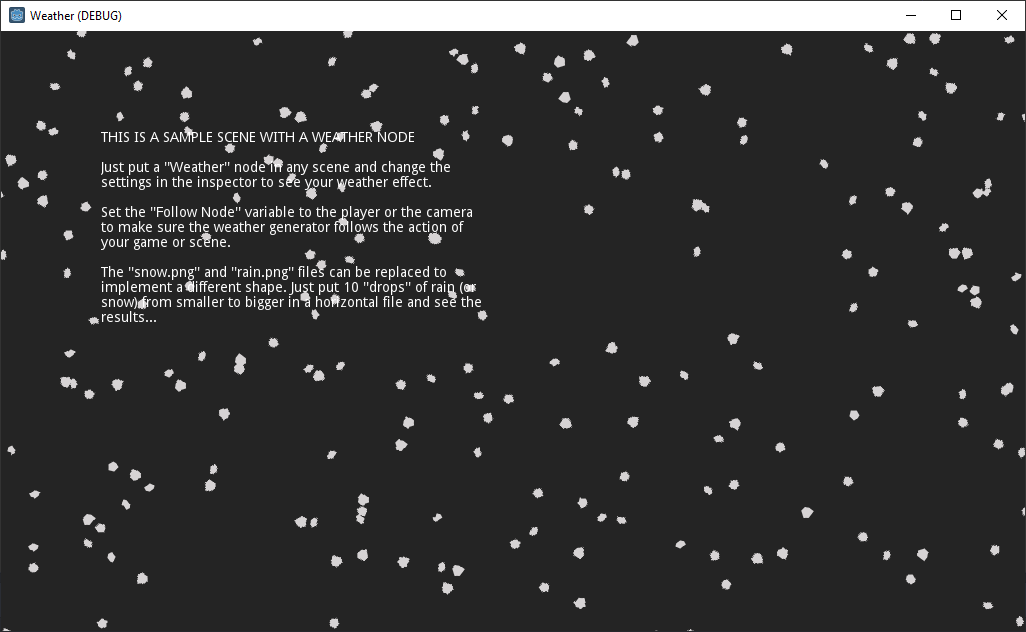 Weather (DEBUG)
THIS IS A SAMPLE SCENE WITH A WEATHER NODE
Just put a "Weather" node in any scene and change the
settings in the inspector to see your weather effect.
Set the "Follow Node" variable to the player or the camera
to make sure the weather generator follows the action of
your game or scene.
The "snow.png" and "rain.png" files can be replaced to
implement a different shape. Just put 10 "drops" of rain (or
snow) from smaller to bigger in a horizontal file and see the
results...